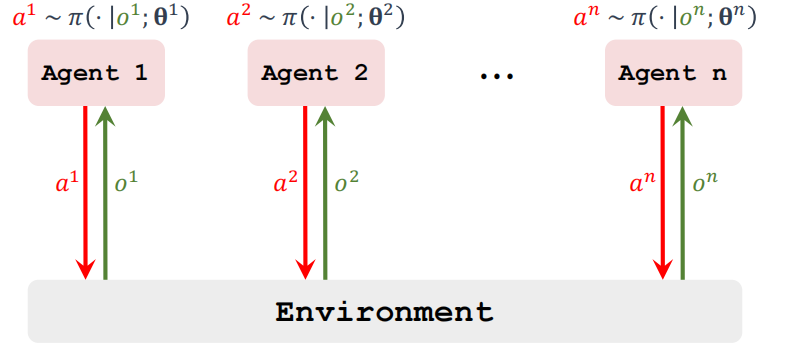 a¹ ~ π(· |o¹; θ¹) a² ~ π(· |o²; θ²) aⁿ ~ π(· |oⁿ; θⁿ)
Agent 1 Agent 2 ... Agent n
a¹ o¹ a² o² aⁿ oⁿ
Environment